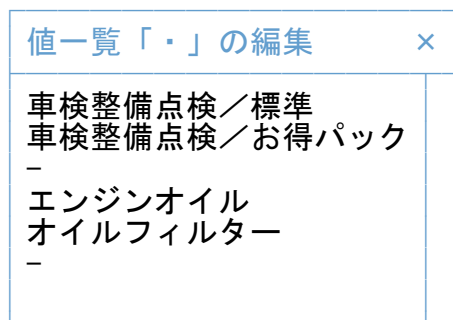 値一覧「・」の編集 ×
車検整備点検／標準
車検整備点検／お得パック
–
エンジンオイル
オイルフィルター
–